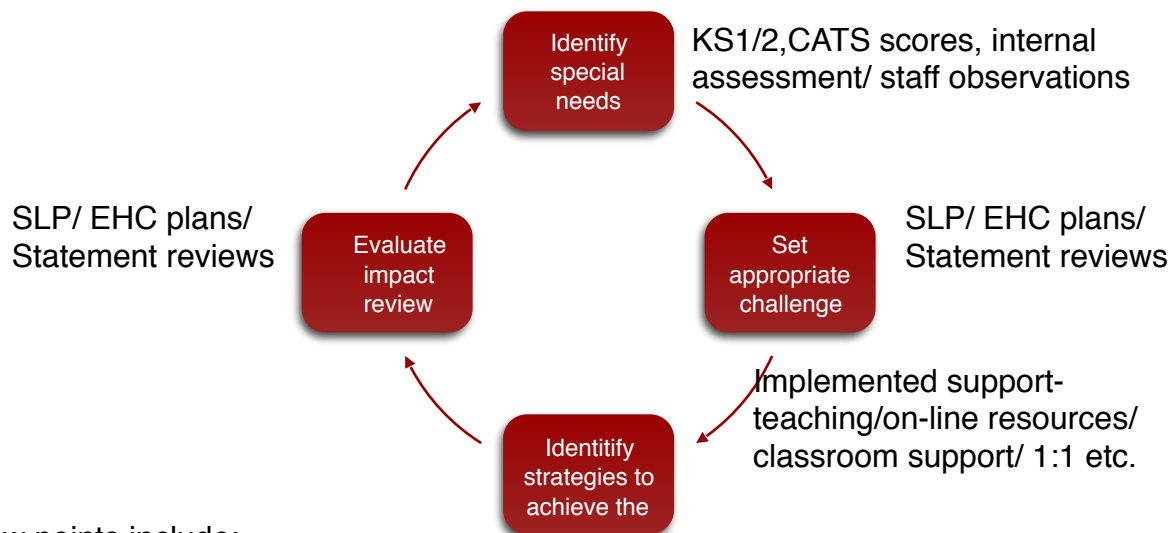 Identify
special
needs
KS1/2,CATS scores, internal
assessment/ staff observations
Set
appropriate
challenge
SLP/ EHC plans/
Statement reviews
Implemented support-
teaching/on-line resources/
classroom support/ 1:1 etc.
Identitify
strategies to
achieve the
Evaluate
impact
review
SLP/ EHC plans/
Statement reviews
points include: